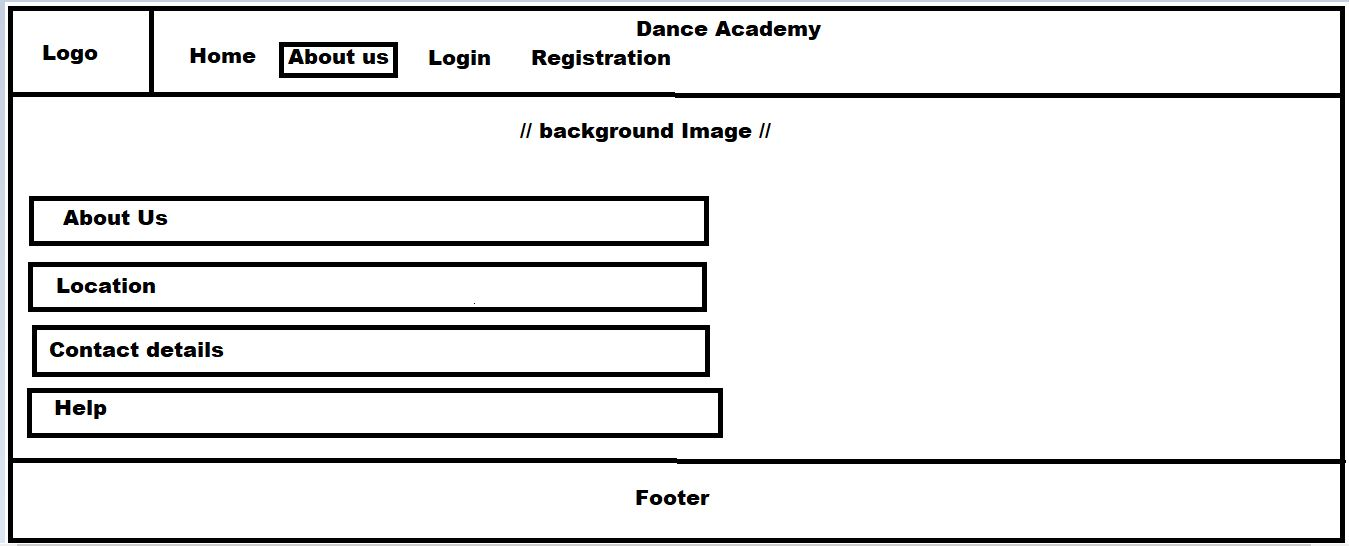 Dance Academy
Logo
Home About us Login Registration
// background Image //
About Us
Location
Contact details
Help
Footer